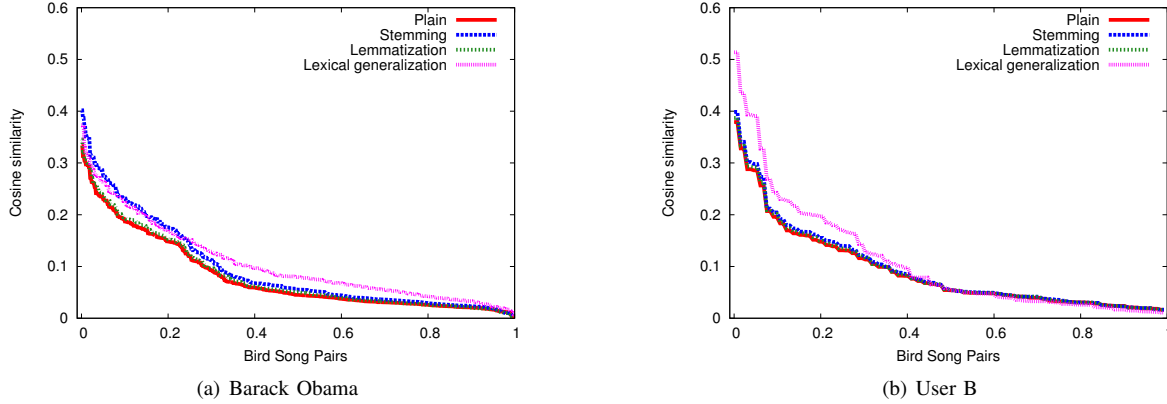 Cosine similarity
0.6
0.5
0.4
0.3
0.2
0.1
0
0
0.2
0.4
0.6
0.8
1
Bird Song Pairs
Plain
Stemming
Lemmatization
Lexical generalization
(a) Barack Obama
Cosine similarity
0.6
0.5
0.4
0.3
0.2
0.1
0
0
0.2
0.4
0.6
0.8
1
Bird Song Pairs
Plain
Stemming
Lemmatization
Lexical generalization
(b) User B